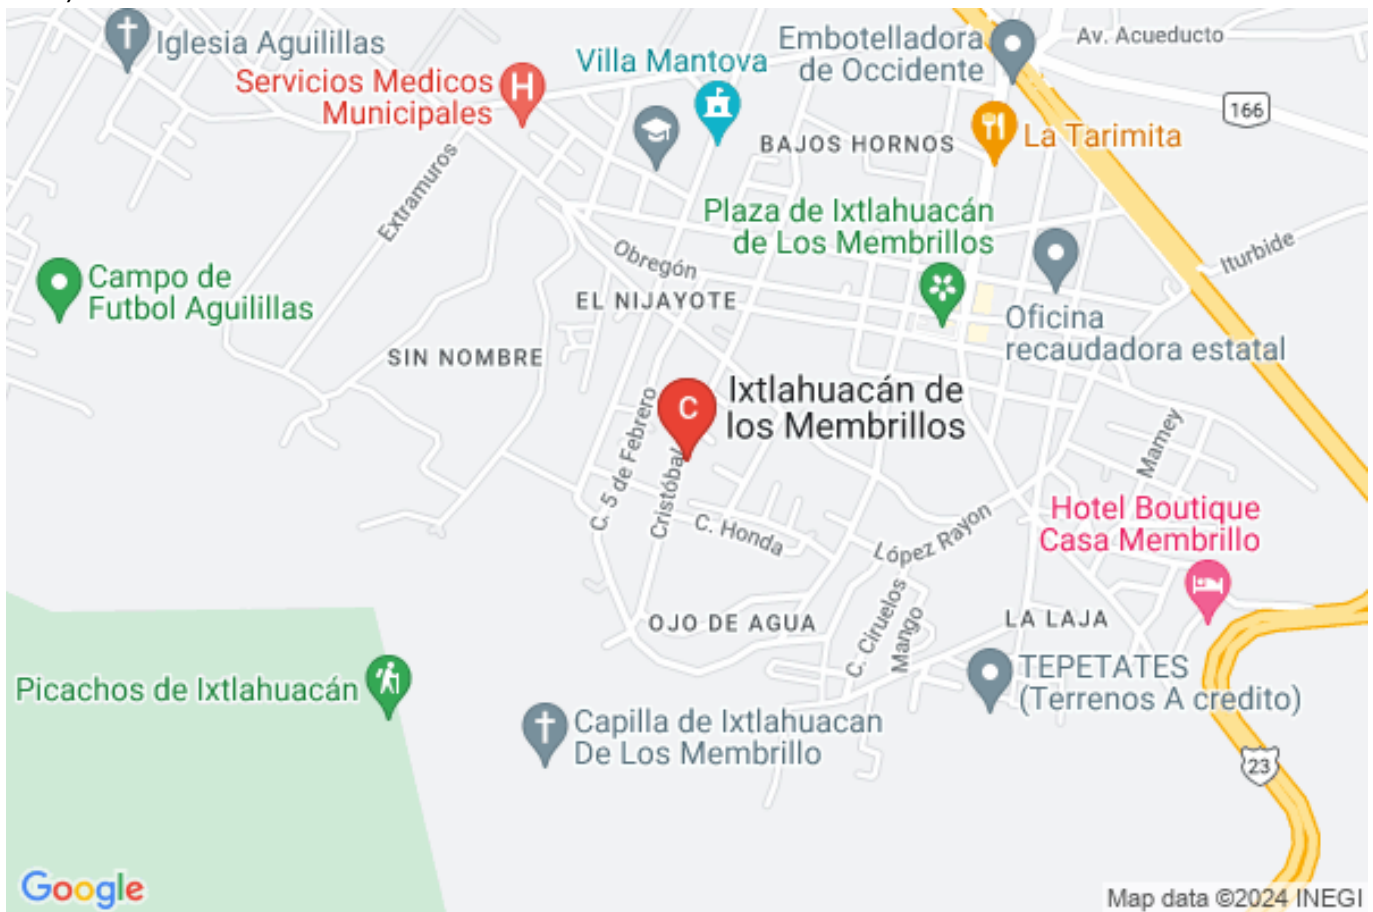 Iglesia Aguilillas
Servicios Medicos
Municipales
H
Villa Mantova
Embotelladora
de Occidente
Av. Acueducto
166
BAJOS HORNOS
La Tarimita
Extramuros
Plaza de Ixtlahuacán
de Los Membrillos
Iturbide
Obregón
Campo de
Futbol Aguilillas
EL NIJAYOTE
Oficina
recaudadora estatal
SIN NOMBRE
C
Ixtlahuacán de
los Membrillos
C. 5 de Febrero
Cristóbal
Mamey
C. Honda
López Rayon
Hotel Boutique
Casa Membrillo
OJO DE AGUA
C. Ciruelos
Mango
LA LAJA
Picachos de Ixtlahuacán
TEPETATES
(Terrenos A credito)
Capilla de Ixtlahuacan
De Los Membrillo
23
Google
Map data ©2024 INEGI